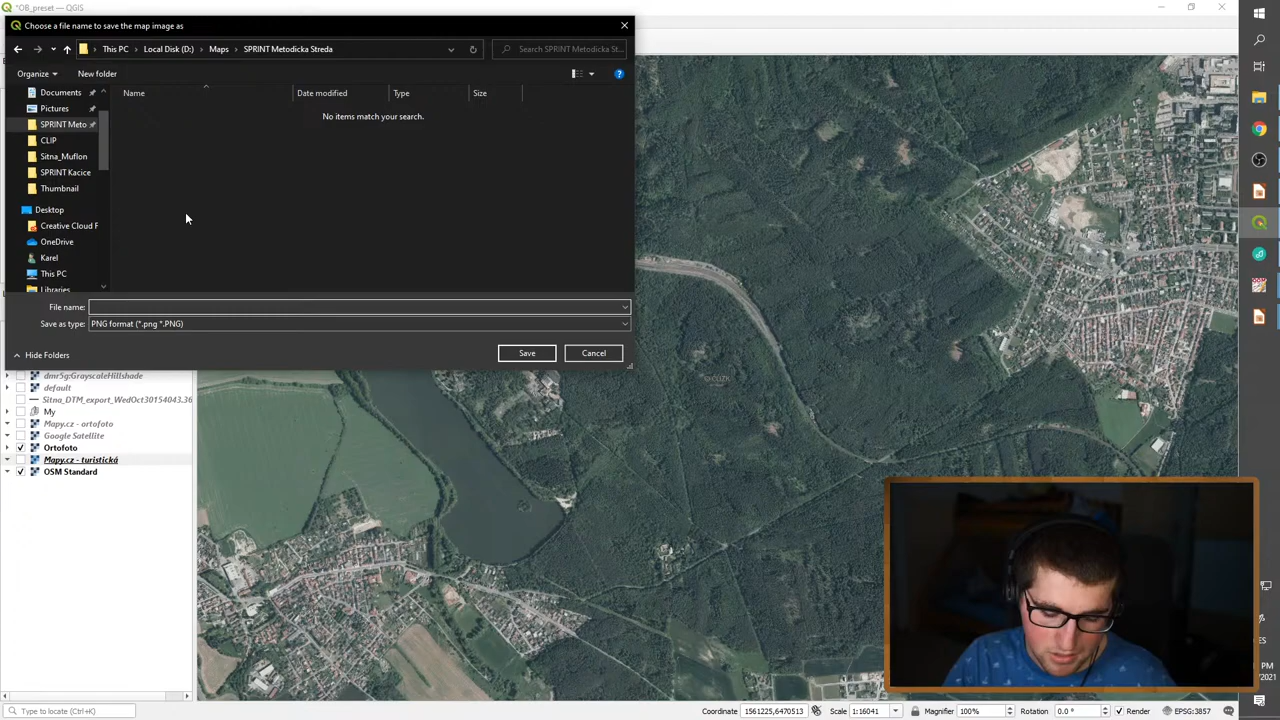 *OB_preset — QGIS
Choose a file name to save the map image as
This PC
Local Disk (D:)
Maps
SPRINT Metodicka Streda
Search SPRINT Metodicka St...
Organize
New folder
Name
Date modified
Type
Size
No items match your search.
Documents
Pictures
SPRINT Meto
CLIP
Sitna_Muflon
SPRINT Kacice
Thumbnail
Desktop
Creative Cloud F
OneDrive
Karel
This PC
Libraries
File name:
Save as type:
PNG format (*.png *.PNG)
Hide Folders
Save
Cancel
dmr5g:GrayscaleHillshade
default
Sitna_DTM_export_WedOct30154043.36
My
Mapy.cz - ortofoto
Google Satellite
Ortofoto
Mapy.cz - turistická
OSM Standard
Type to locate (Ctrl+K)
Coordinate
1561225,6470513
Scale
1:16041
Magnifier
100%
Rotation
0.0 °
Render
EPSG:3857